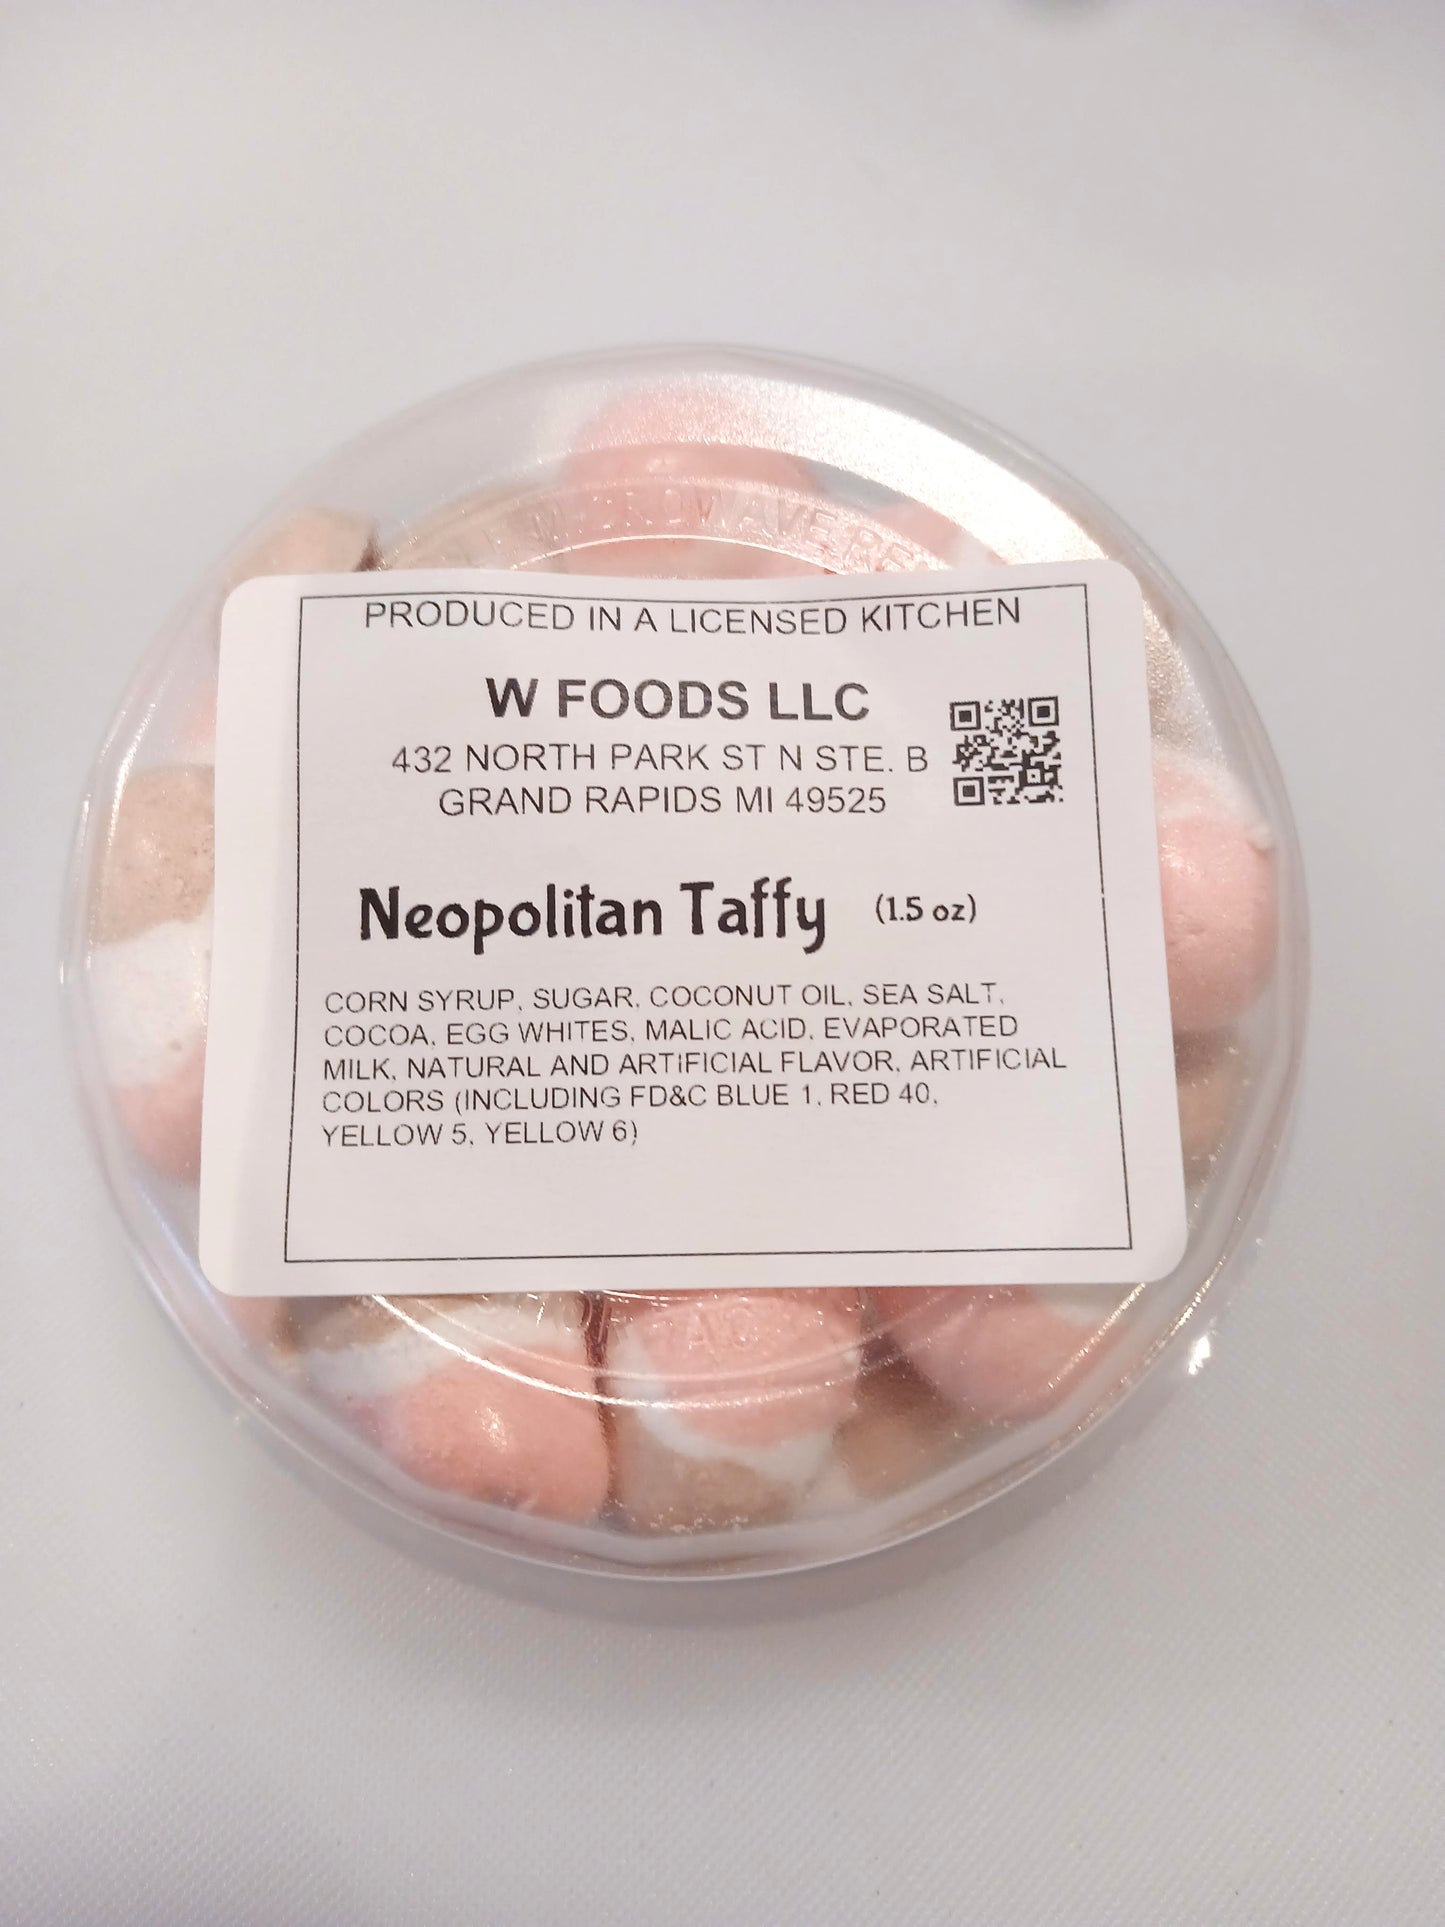 MICROWAVE
PRODUCED IN A LICENSED KITCHEN
W FOODS LLC
432 NORTH PARK ST N STE. B
GRAND RAPIDS MI 49525
Neopolitan Taffy (1.5 oz)
CORN SYRUP, SUGAR, COCONUT OIL, SEA SALT,
COCOA, EGG WHITES, MALIC ACID, EVAPORATED
MILK, NATURAL AND ARTIFICIAL FLAVOR, ARTIFICIAL
COLORS (INCLUDING FD&C BLUE 1, RED 40,
YELLOW 5, YELLOW 6)